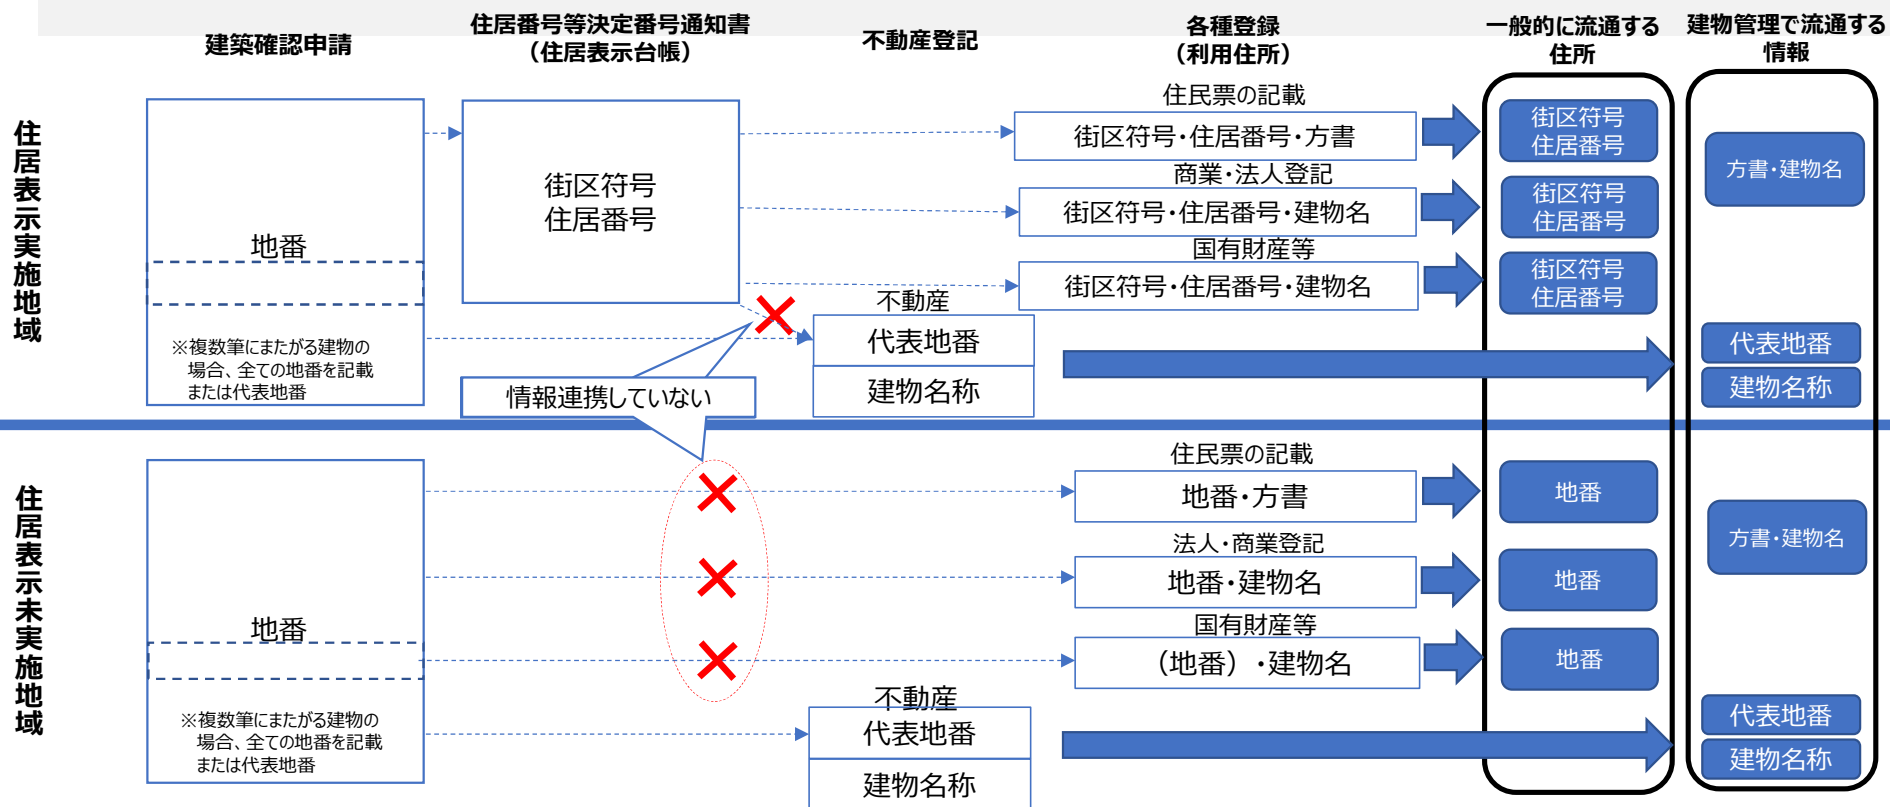 建築確認申請
住居番号等決定番号通知書
（住居表示台帳）
不動産登記
各種登録
（利用住所）
一般的に流通する
住所
建物管理で流通する
情報
住居表示実施地域
地番
※複数筆にまたがる建物の
場合、全ての地番を記載
または代表地番
街区符号
住居番号
住民票の記載
街区符号・住居番号・方書
商業・法人登記
街区符号・住居番号・建物名
国有財産等
街区符号・住居番号・建物名
不動産
代表地番
建物名称
情報連携していない
街区符号
住居番号
街区符号
住居番号
街区符号
住居番号
方書・建物名
代表地番
建物名称
住居表示未実施地域
地番
※複数筆にまたがる建物の
場合、全ての地番を記載
または代表地番
住民票の記載
地番・方書
法人・商業登記
地番・建物名
国有財産等
（地番）・建物名
不動産
代表地番
建物名称
地番
地番
地番
方書・建物名
代表地番
建物名称